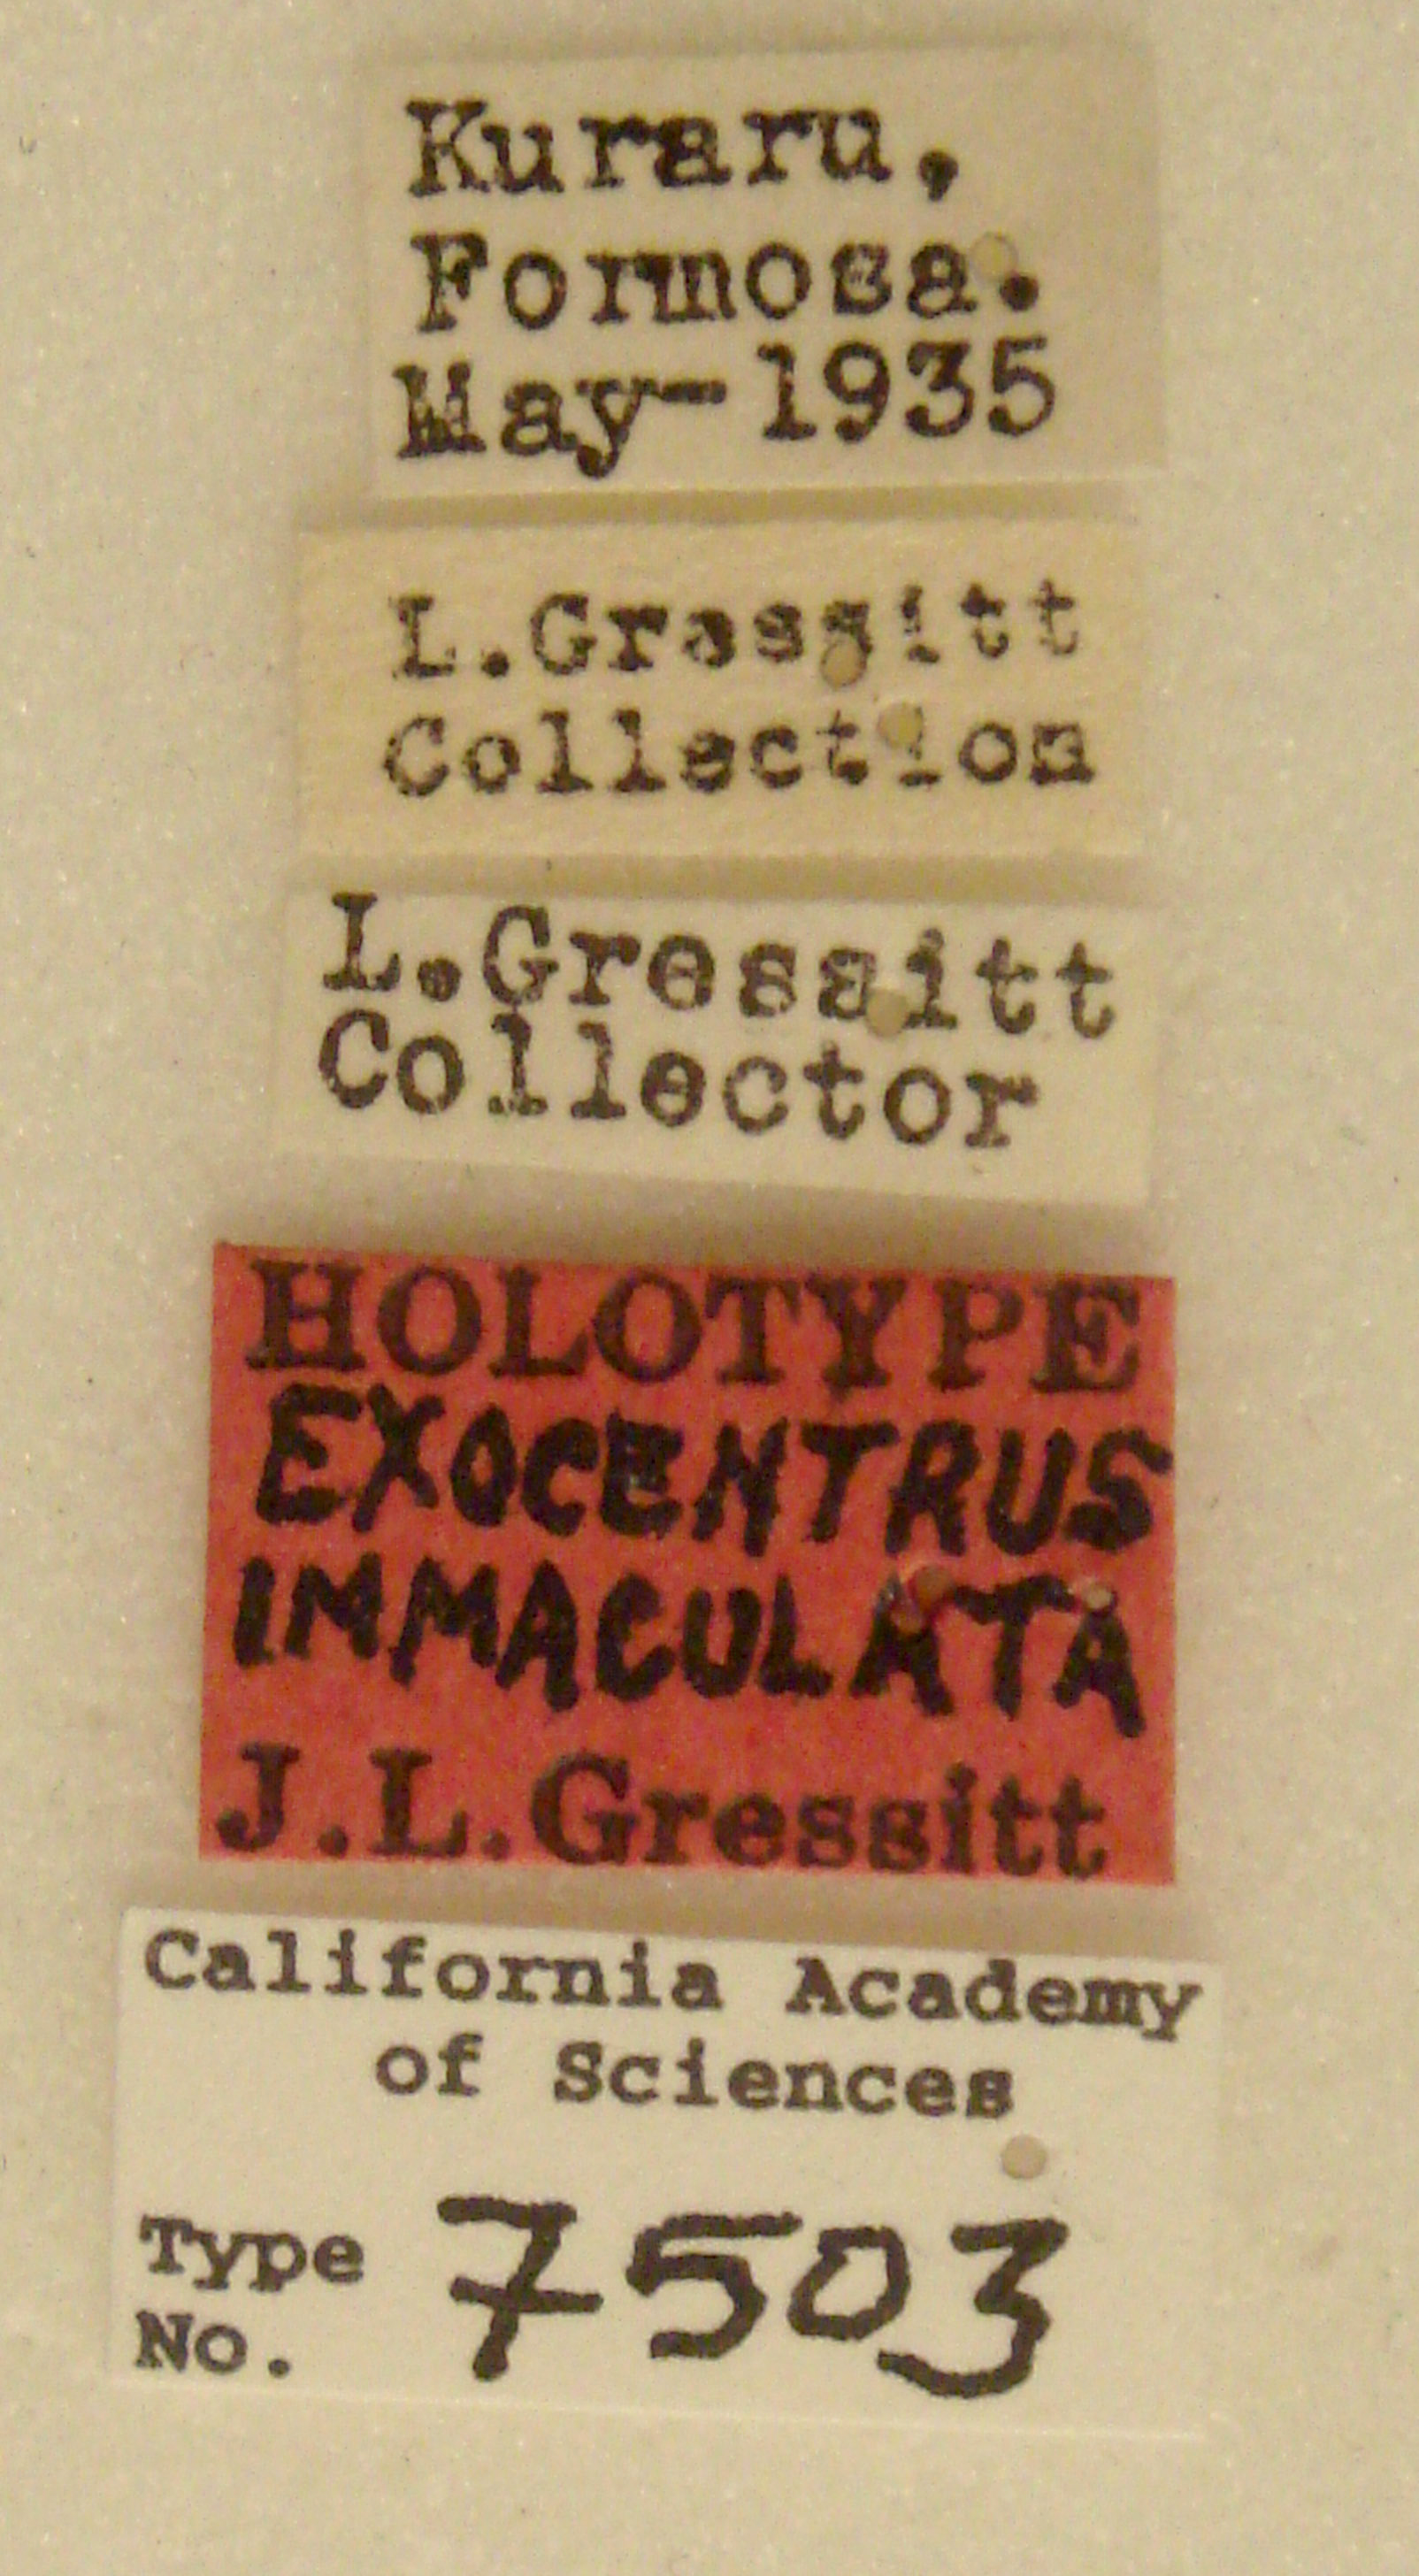 Kuraru,
Formosa.
May-1935
L.Gressitt
Collection
L.Gressitt
Collector
HOLOTYPE
EXOCENTRUS
IMMACULATA
J.L.Gressitt
California Academy
of Sciences
Type
No. 7503